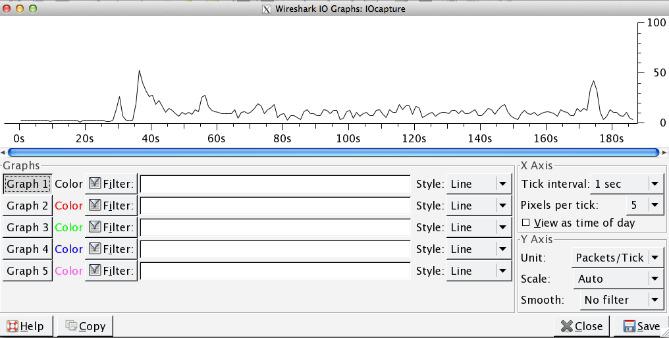 Wireshark IO Graphs: IOcapture
100
50
0
0s 20s 40s 60s 80s 100s 120s 140s 160s 180s
Graphs
Graph 1 Color Filter: Style: Line
Graph 2 Color Filter: Style: Line
Graph 3 Color Filter: Style: Line
Graph 4 Color Filter: Style: Line
Graph 5 Color Filter: Style: Line
X Axis
Tick interval: 1 sec
Pixels per tick: 5
View as time of day
Y Axis
Unit: Packets/Tick
Scale: Auto
Smooth: No filter
Help Copy Close Save